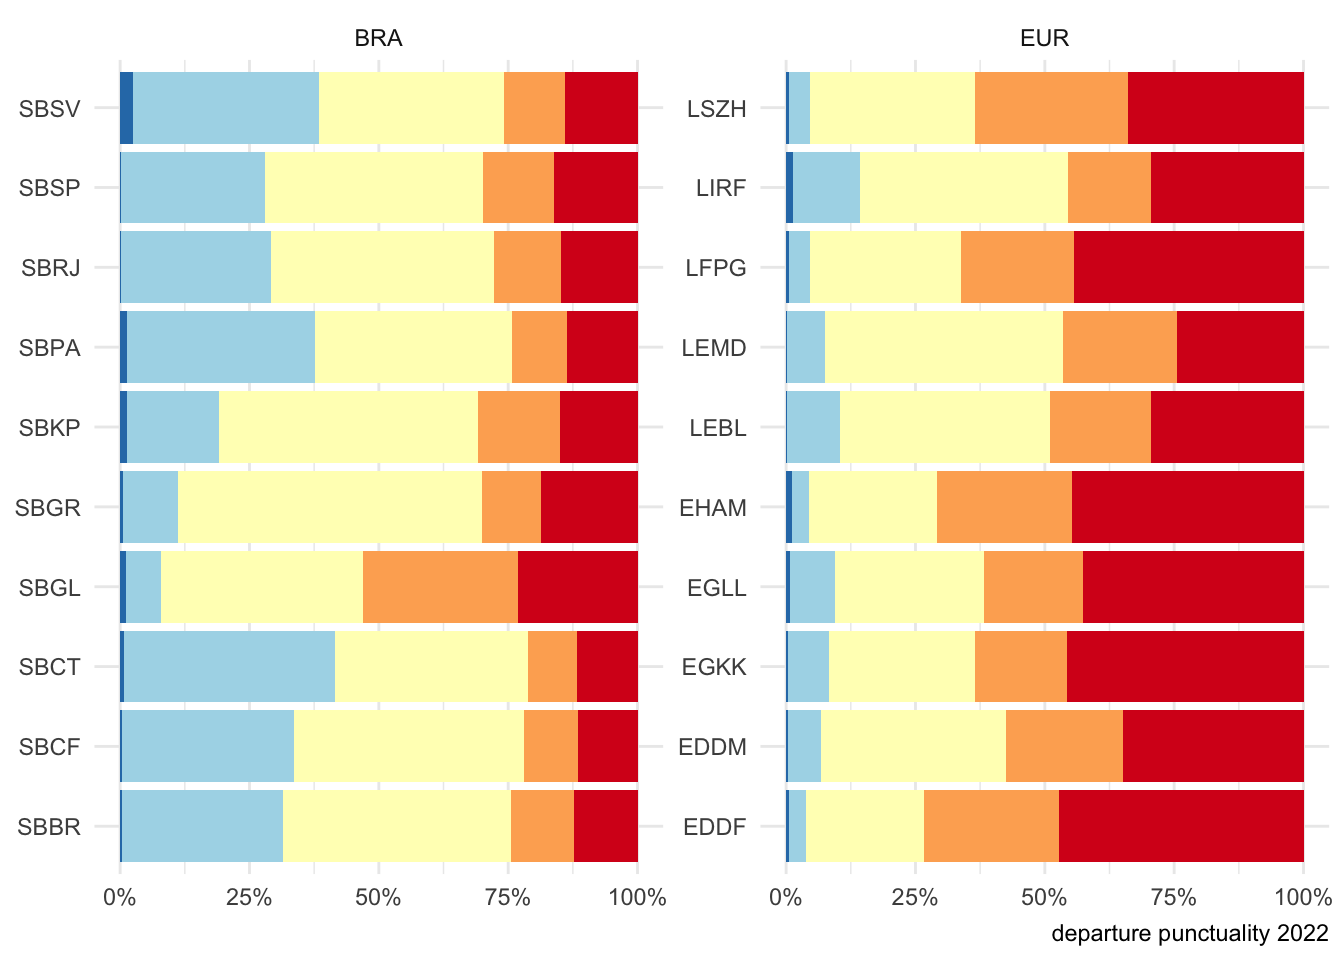 BRA
SBSV
SBSP
SBRJ
SBPA
SBKP
SBGR
SBGL
SBCT
SBCF
SBBR
0% 25% 50% 75% 100%
EUR
LSZH
LIRF
LFPG
LEMD
LEBL
EHAM
EGLL
EGKK
EDDM
EDDF
0% 25% 50% 75% 100%
departure punctuality 2022